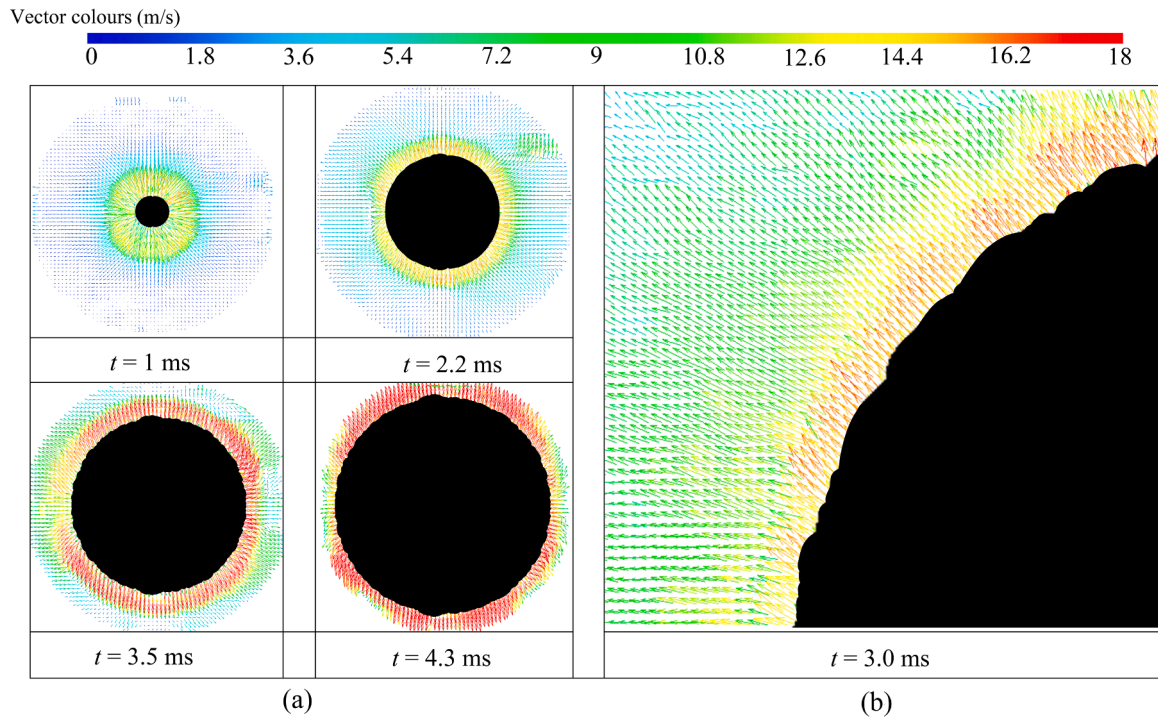 Vector colours (m/s)
0 1.8 3.6 5.4 7.2 9 10.8 12.6 14.4 16.2 18
t = 1 ms
t = 2.2 ms
t = 3.5 ms
t = 4.3 ms
t = 3.0 ms
(a)
(b)